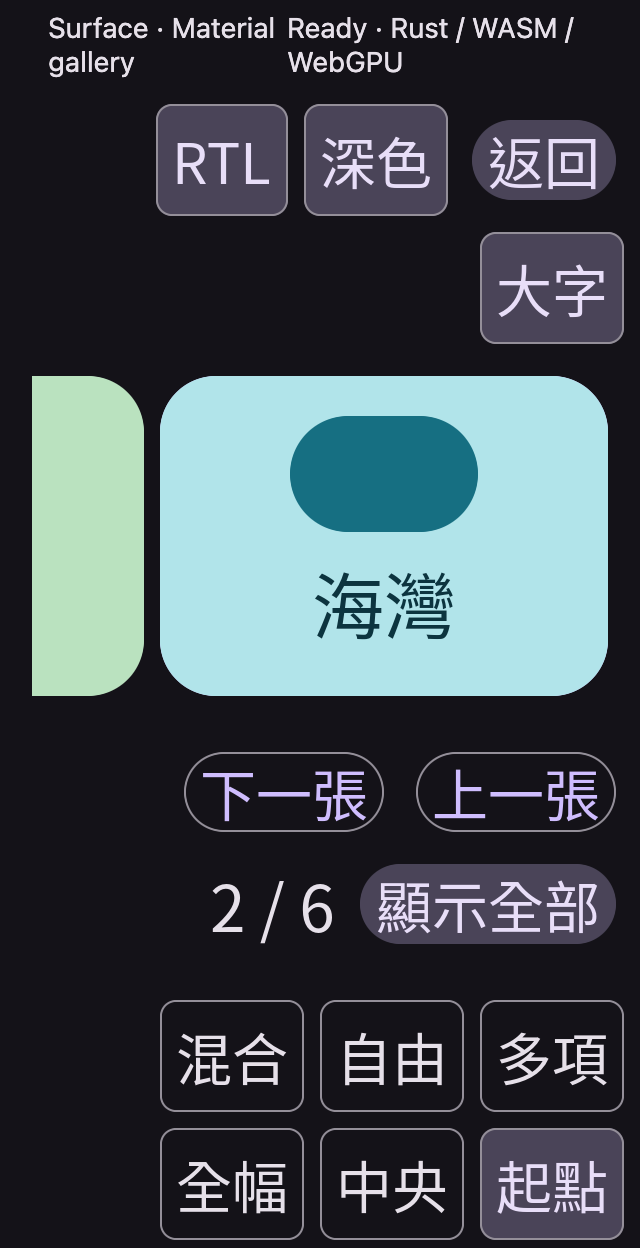 Surface · Material gallery
Ready · Rust / WASM / WebGPU
返回
深色
RTL
大字
海灣
上一張
下一張
顯示全部
2 / 6
多項
自由
混合
起點
中央
全幅